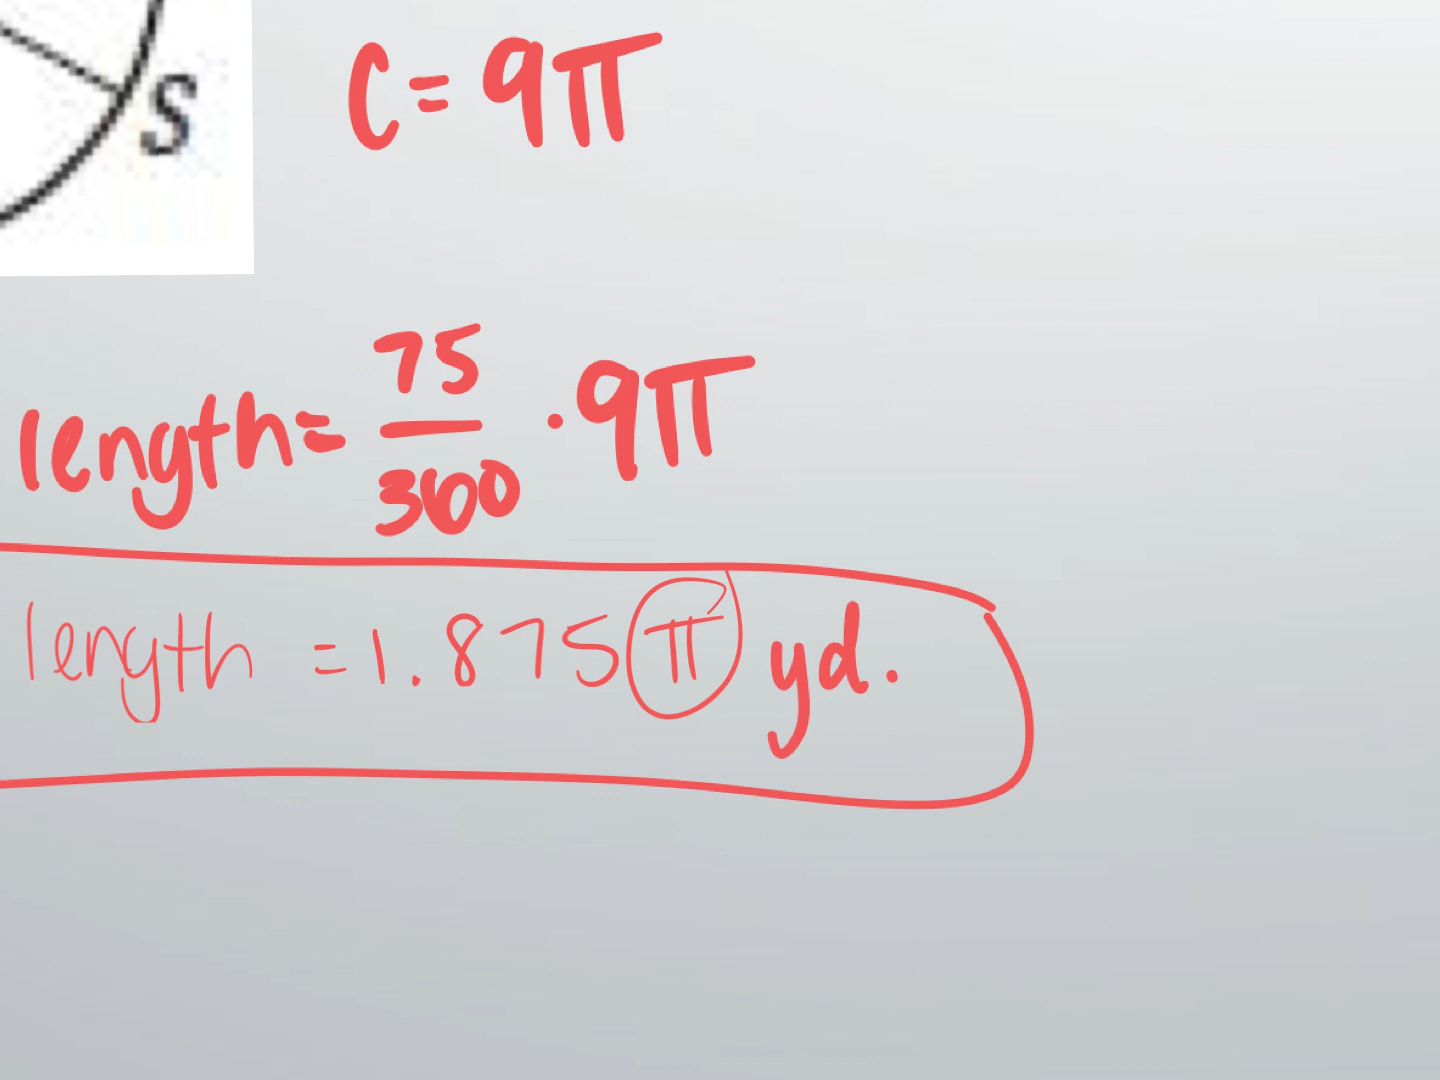 S
C = 9π
length = 75/360 · 9π
length = 1.875π yd.